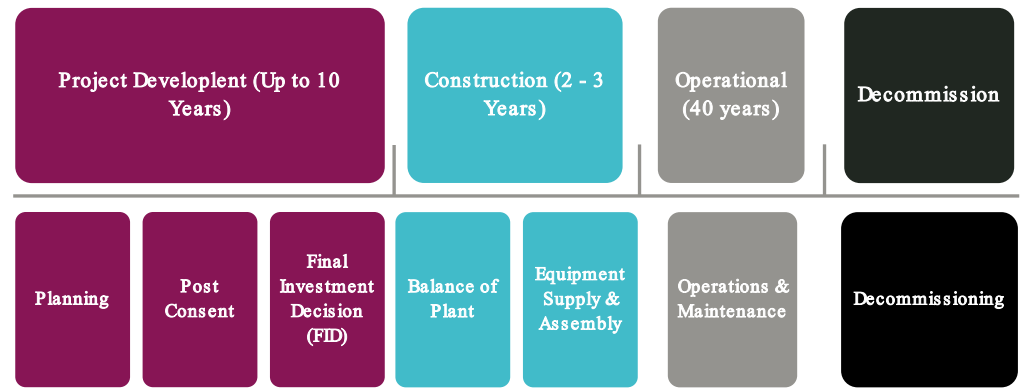 Project Developlent (Up to 10
Years)
Construction (2 - 3
Years)
Operational
(40 years)
Decommission
Planning
Post
Consent
Final
Investment
Decision
(FID)
Balance of
Plant
Equipment
Supply &
Assembly
Operations &
Maintenance
Decommissioning